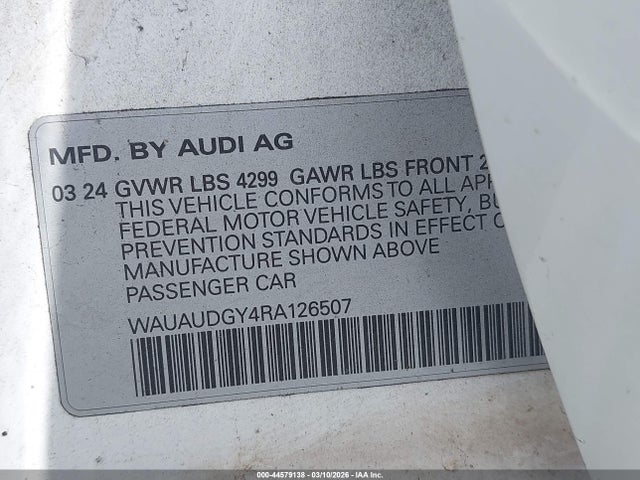 MFD. BY AUDI AG
03 24 GVWR LBS 4299 GAWR LBS FRONT 2
THIS VEHICLE CONFORMS TO ALL
FEDERAL MOTOR VEHICLE SAFETY,
PREVENTION STANDARDS IN EFFECT
MANUFACTURE SHOWN ABOVE
PASSENGER CAR
WAUAUDGY4RA126507
000-44579138 - 03/10/2026 - IAA Inc.